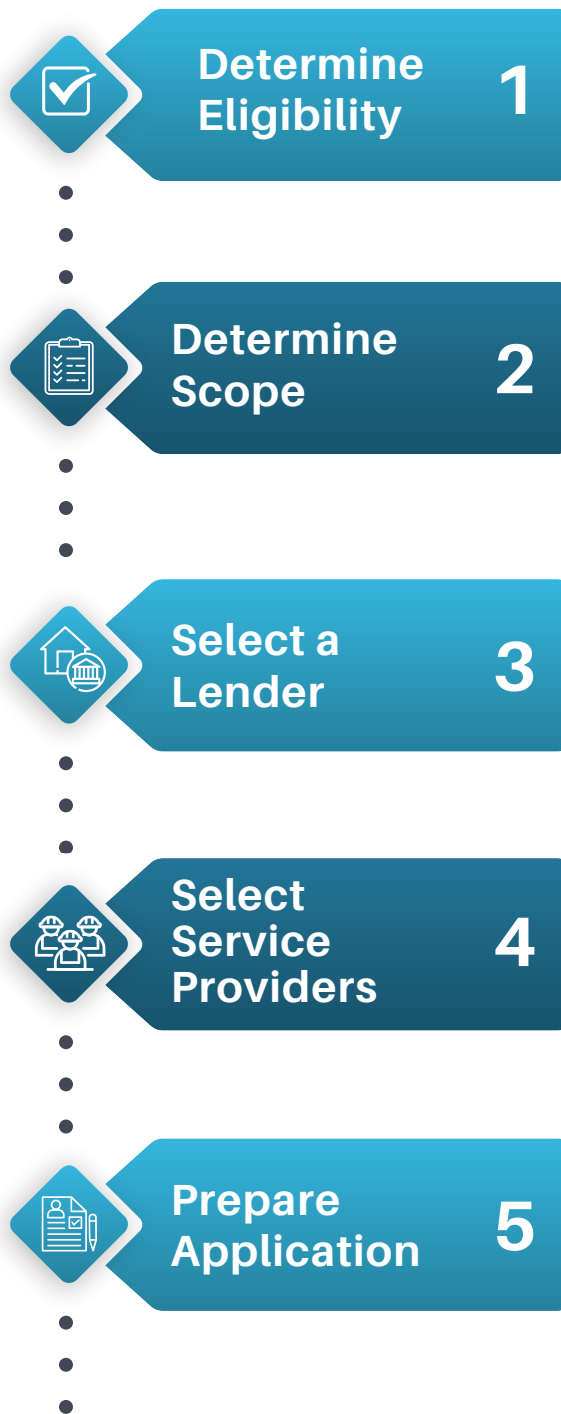 Determine
Eligibility
1
Determine
Scope
2
Select a
Lender
3
Select
Service
Providers
4
Prepare
Application
5